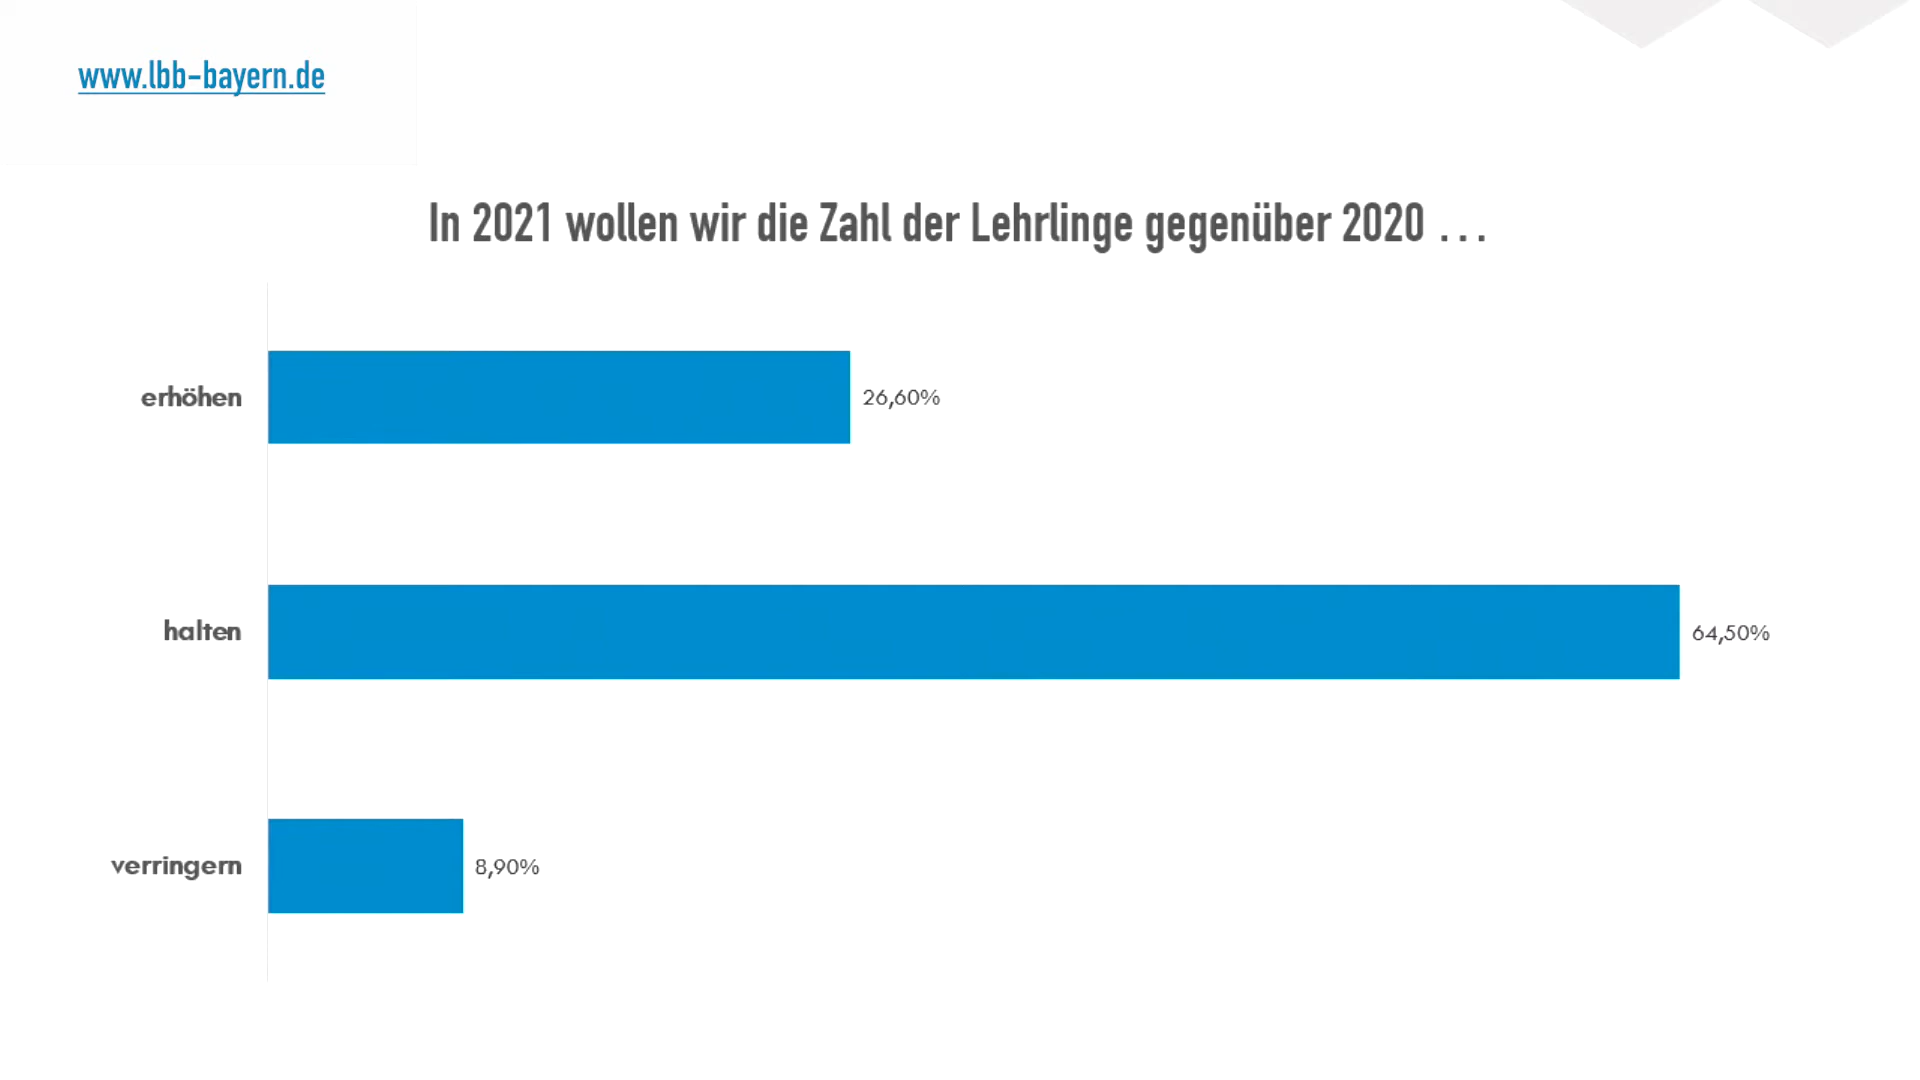 www.lbb-bayern.de
In 2021 wollen wir die Zahl der Lehrlinge gegenüber 2020 ...
erhöhen
26,60%
halten
64,50%
verringern
8,90%